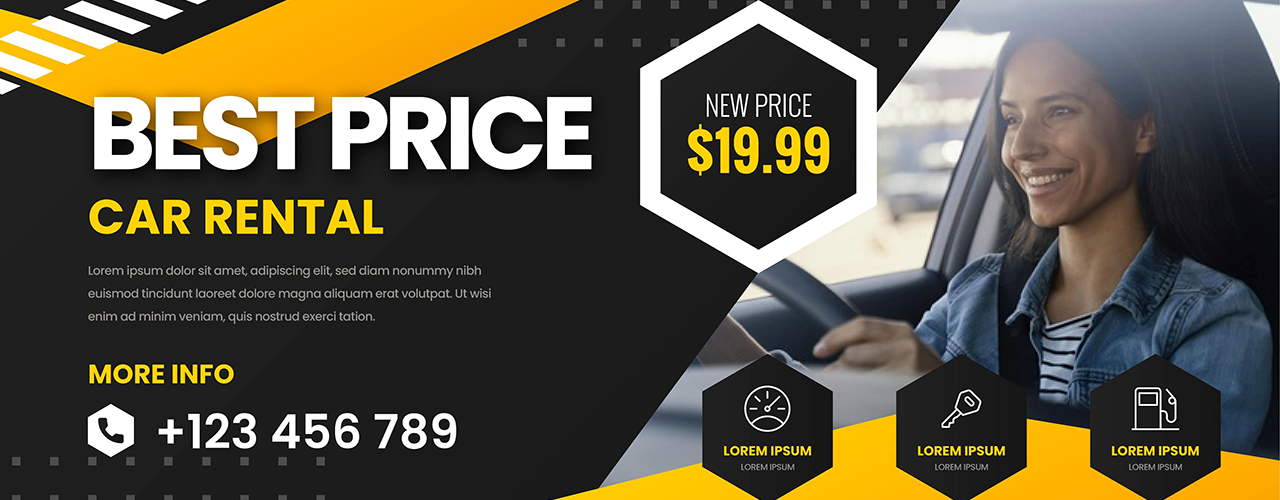 BEST PRICE
CAR RENTAL
Lorem ipsum dolor sit amet, adipiscing elit, sed diam nonummy nibh
euismod tincidunt laoreet dolore magna aliquam erat volutpat. Ut wisi
enim ad minim veniam, quis nostrud exerci tation.
MORE INFO
+123 456 789
NEW PRICE
$19.99
LOREM IPSUM
LOREM IPSUM
LOREM IPSUM
LOREM IPSUM
LOREM IPSUM
LOREM IPSUM